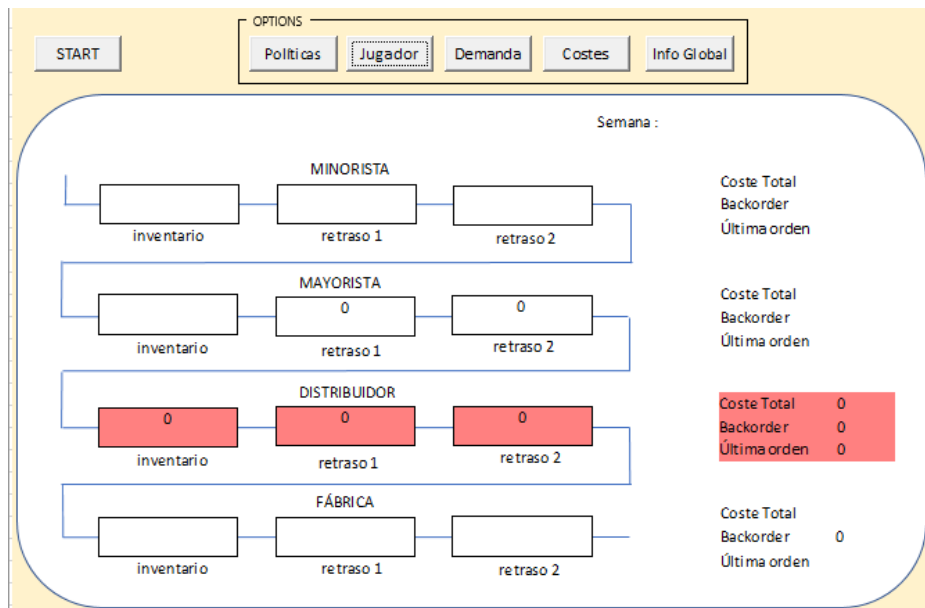 OPTIONS
START
Políticas
Jugador
Demanda
Costes
Info Global
Semana :
MINORISTA
inventario
retraso 1
retraso 2
Coste Total
Backorder
Última orden
MAYORISTA
0
0
inventario
retraso 1
retraso 2
Coste Total
Backorder
Última orden
DISTRIBUIDOR
0
0
0
inventario
retraso 1
retraso 2
Coste Total 0
Backorder 0
Última orden 0
FÁBRICA
inventario
retraso 1
retraso 2
Coste Total
Backorder 0
Última orden